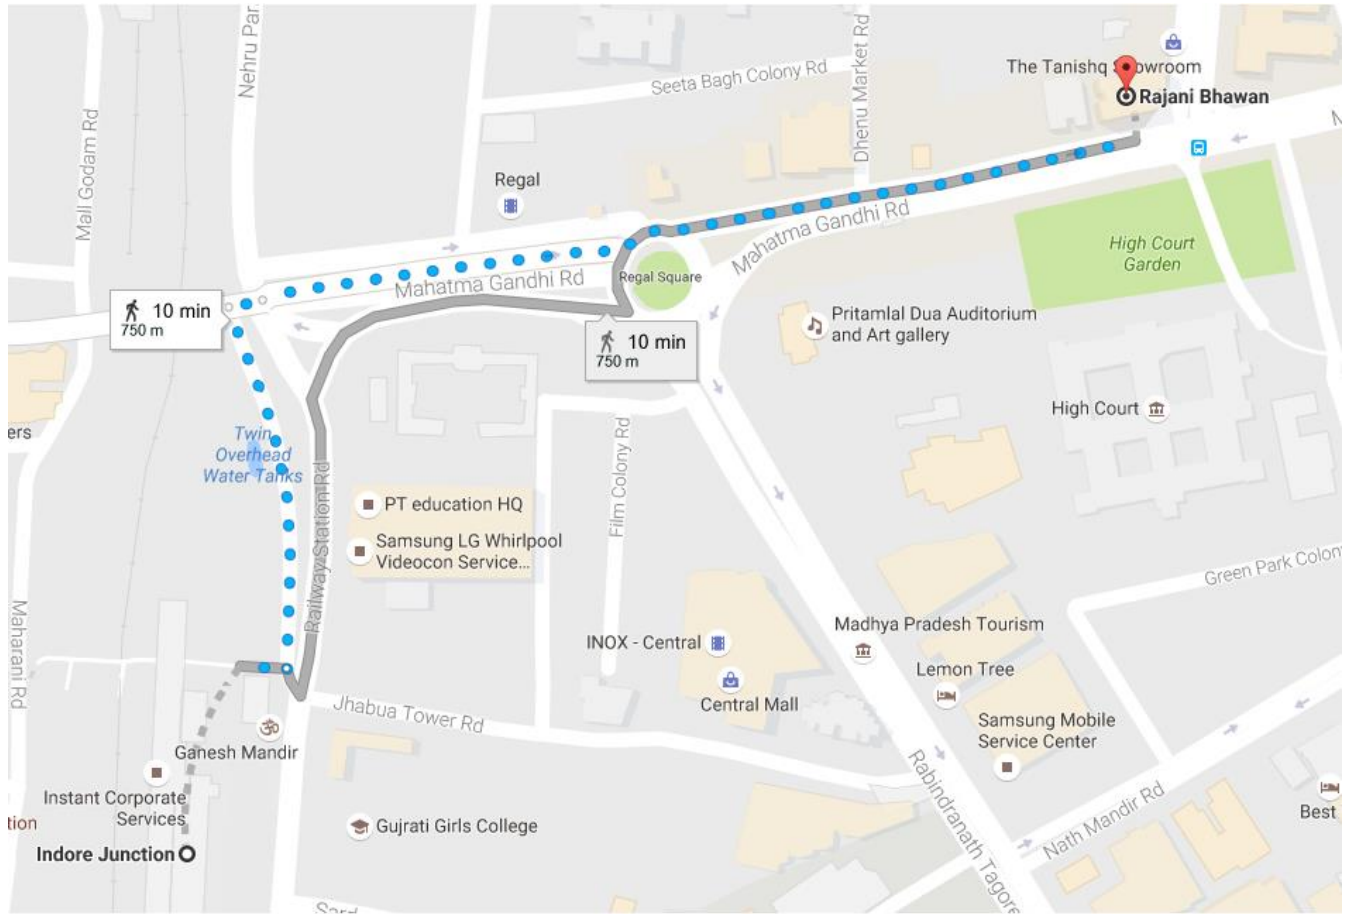 Nehru Par
Mall Godam Rd
Seeta Bagh Colony Rd
Dhenu Market Rd
The Tanishq Showroom
Rajani Bhawan
M
Regal
Mahatma Gandhi Rd
Mahatma Gandhi Rd
Regal Square
High Court
Garden
10 min
750 m
10 min
750 m
Pritamlal Dua Auditorium
and Art gallery
High Court
ers
Twin
Overhead
Water Tanks
Railway Station Rd
Film Colony Rd
PT education HQ
Samsung LG Whirlpool
Videocon Service...
Green Park Colon
Maharani Rd
INOX - Central
Central Mall
Madhya Pradesh Tourism
Lemon Tree
Samsung Mobile
Service Center
Jhabua Tower Rd
Ganesh Mandir
Instant Corporate
Services
tion
Indore Junction
Gujrati Girls College
Rabindranath Tagore
Nath Mandir Rd
Best